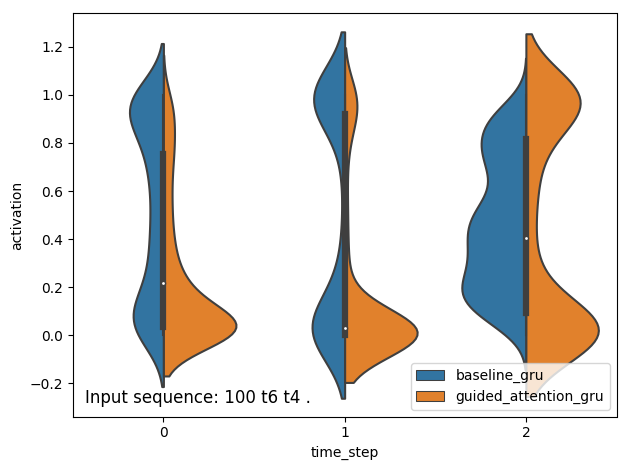 activation
1.2
1.0
0.8
0.6
0.4
0.2
0.0
−0.2
Input sequence: 100 t6 t4 .
baseline_gru
guided_attention_gru
0
1
2
time_step